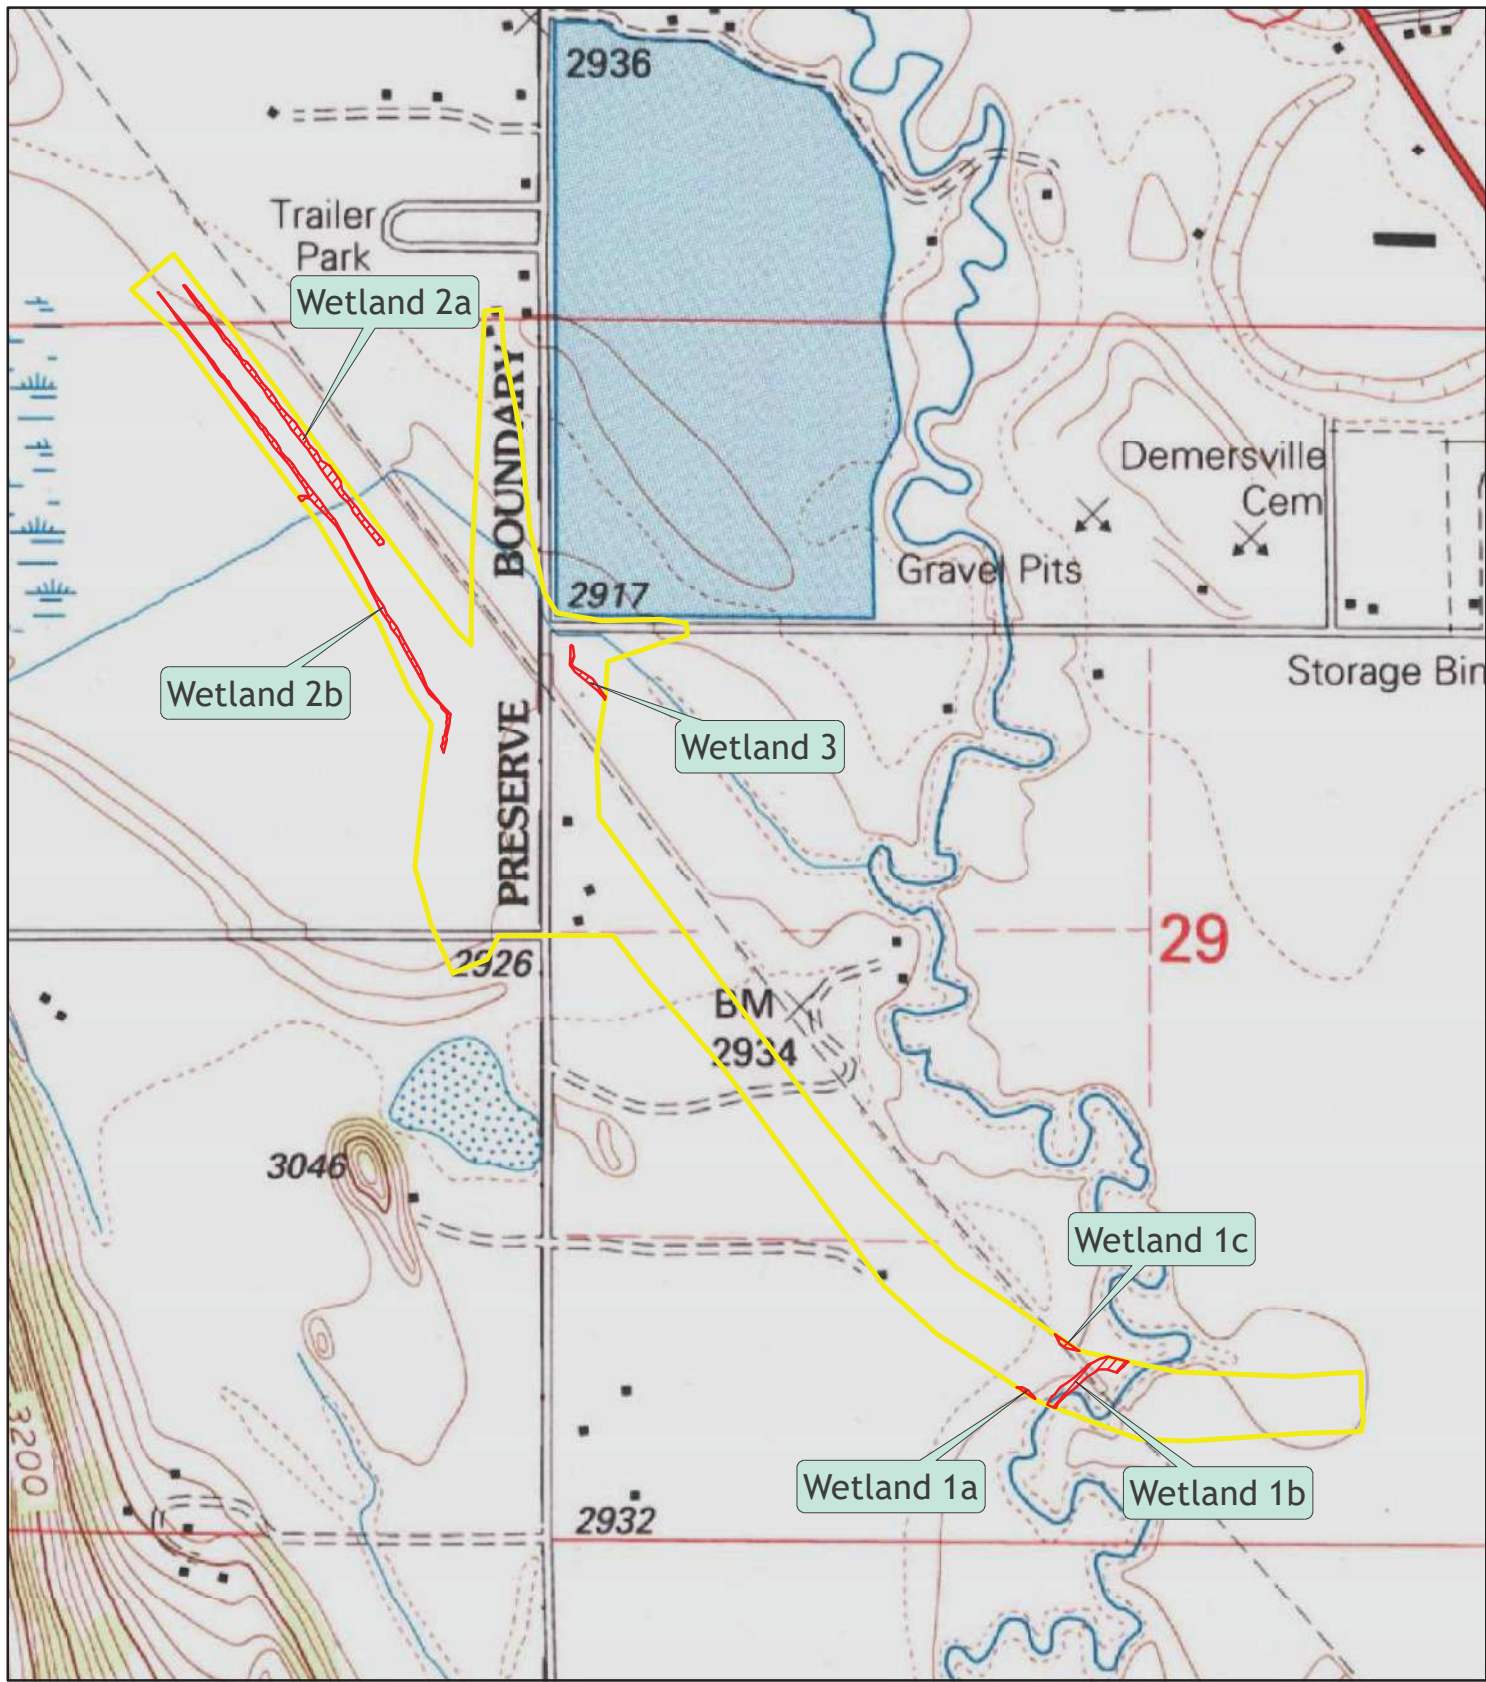 2936
Trailer
Park
Wetland 2a
BOUNDARY
Demersville
Cem
Gravel Pits
2917
Storage Bin
Wetland 2b
Wetland 3
PRESERVE
29
2926
BM
2934
3046
Wetland 1c
3200
Wetland 1a
Wetland 1b
2932